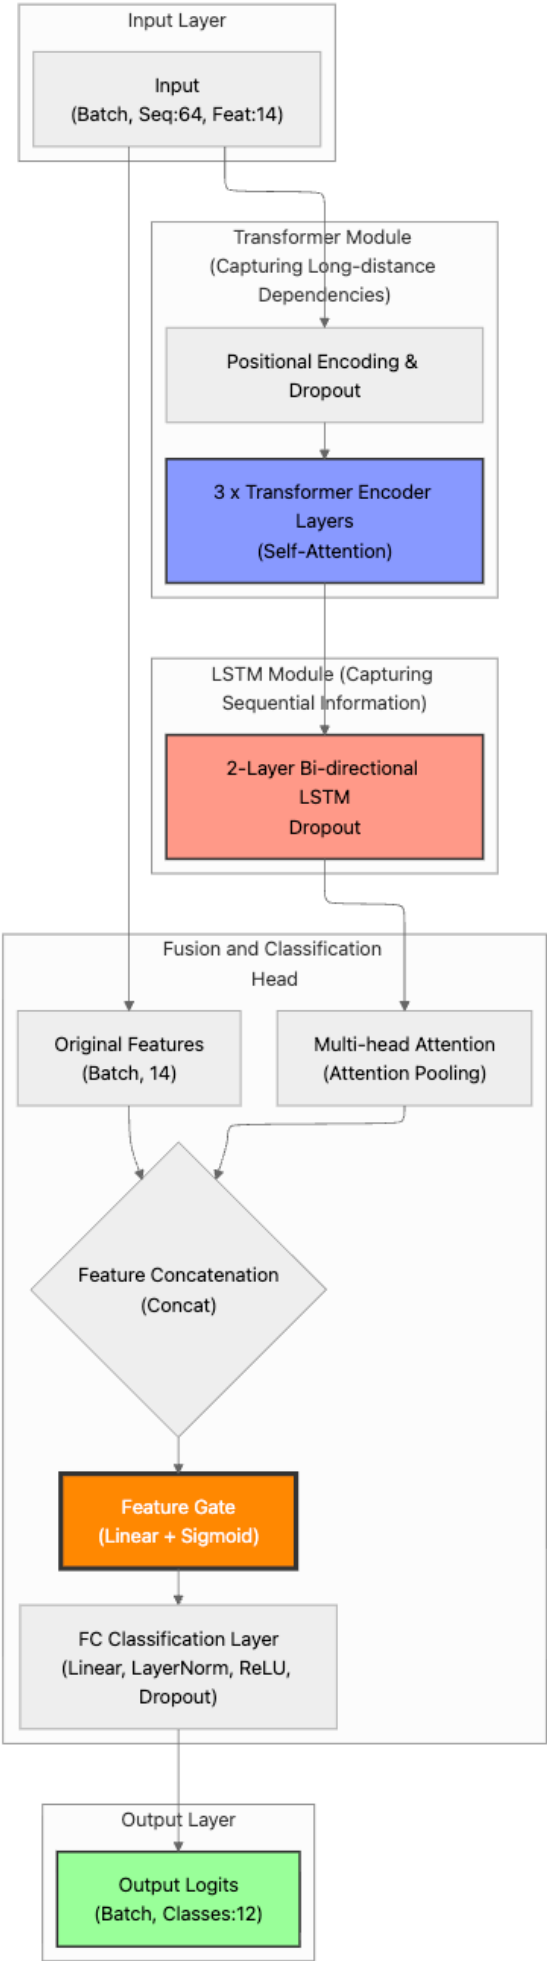 Input Layer
Input
(Batch, Seq:64, Feat:14)
Transformer Module
(Capturing Long-distance
Dependencies)
Positional Encoding &
Dropout
3 x Transformer Encoder
Layers
(Self-Attention)
LSTM Module (Capturing
Sequential Information)
2-Layer Bi-directional
LSTM
Dropout
Fusion and Classification
Head
Original Features
(Batch, 14)
Multi-head Attention
(Attention Pooling)
Feature Concatenation
(Concat)
Feature Gate
(Linear + Sigmoid)
FC Classification Layer
(Linear, LayerNorm, ReLU,
Dropout)
Output Layer
Output Logits
(Batch, Classes:12)